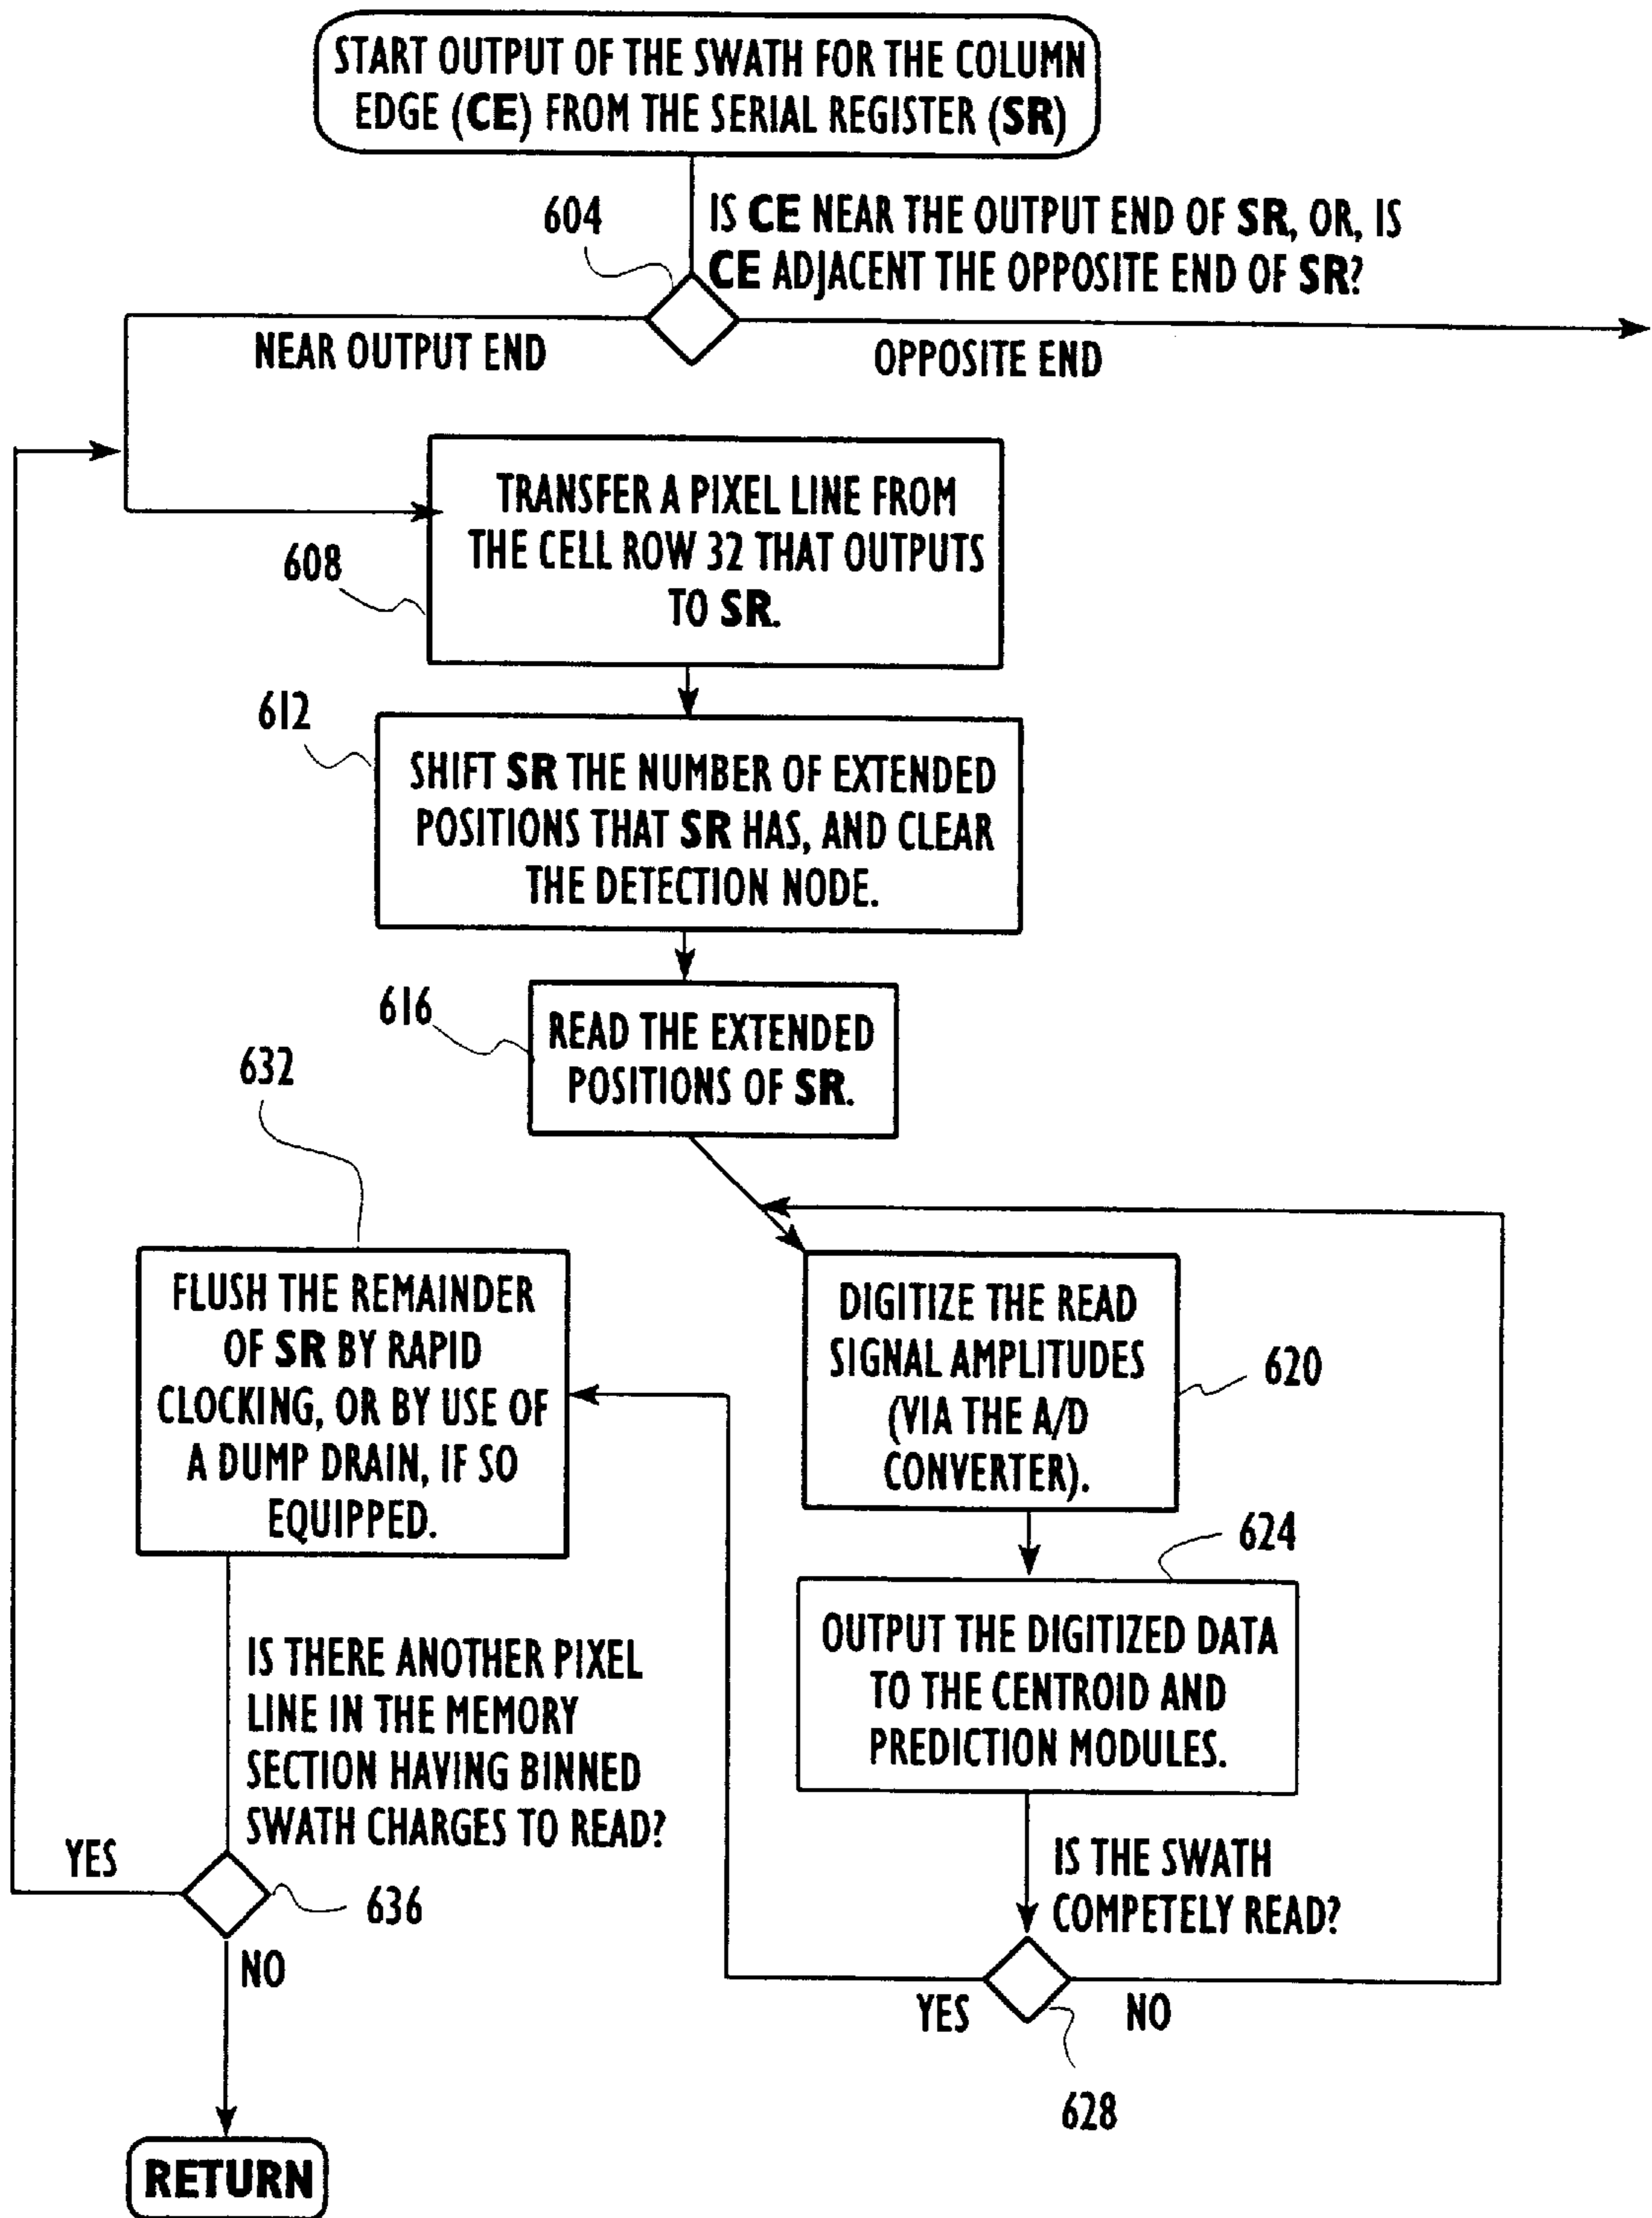 START OUTPUT OF THE SWATH FOR THE COLUMN
EDGE (CE) FROM THE SERIAL REGISTER (SR)
604
IS CE NEAR THE OUTPUT END OF SR, OR, IS
CE ADJACENT THE OPPOSITE END OF SR?
NEAR OUTPUT END
OPPOSITE END
TRANSFER A PIXEL LINE FROM
THE CELL ROW 32 THAT OUTPUTS
TO SR.
608
612
SHIFT SR THE NUMBER OF EXTENDED
POSITIONS THAT SR HAS, AND CLEAR
THE DETECTION NODE.
616
READ THE EXTENDED
POSITIONS OF SR.
632
FLUSH THE REMAINDER
OF SR BY RAPID
CLOCKING, OR BY USE OF
A DUMP DRAIN, IF SO
EQUIPPED.
DIGITIZE THE READ
SIGNAL AMPLITUDES
(VIA THE A/D
CONVERTER).
620
624
OUTPUT THE DIGITIZED DATA
TO THE CENTROID AND
PREDICTION MODULES.
IS THERE ANOTHER PIXEL
LINE IN THE MEMORY
SECTION HAVING BINNED
SWATH CHARGES TO READ?
YES
636
NO
IS THE SWATH
COMPETELY READ?
YES
NO
628
RETURN